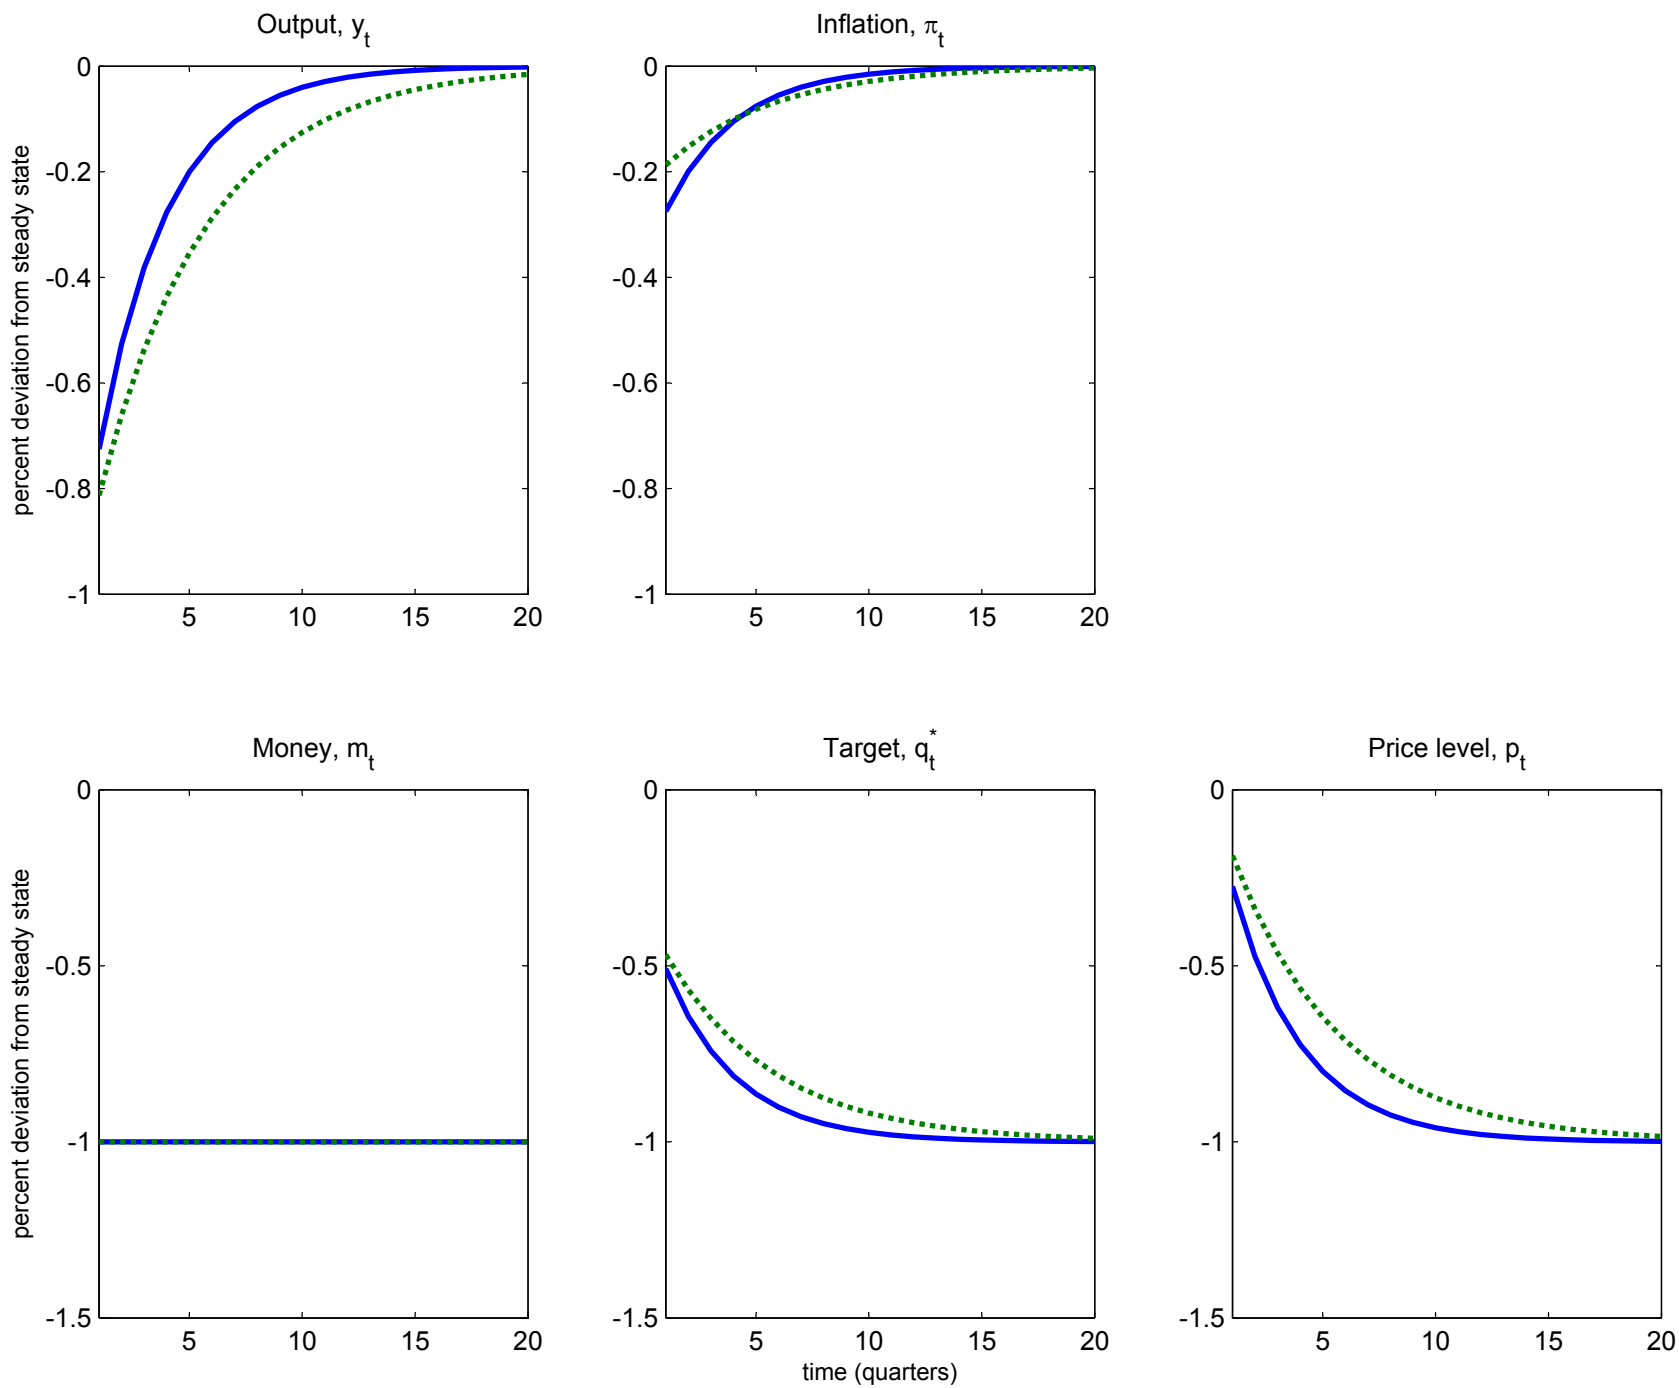 Output, y_t
Inflation, π_t
percent deviation from steady state
0
-0.2
-0.4
-0.6
-0.8
-1
5 10 15 20
0
-0.2
-0.4
-0.6
-0.8
-1
5 10 15 20
Money, m_t
Target, q_t^*
Price level, p_t
percent deviation from steady state
0
-0.5
-1
-1.5
5 10 15 20
0
-0.5
-1
-1.5
5 10 15 20
0
-0.5
-1
-1.5
5 10 15 20
time (quarters)